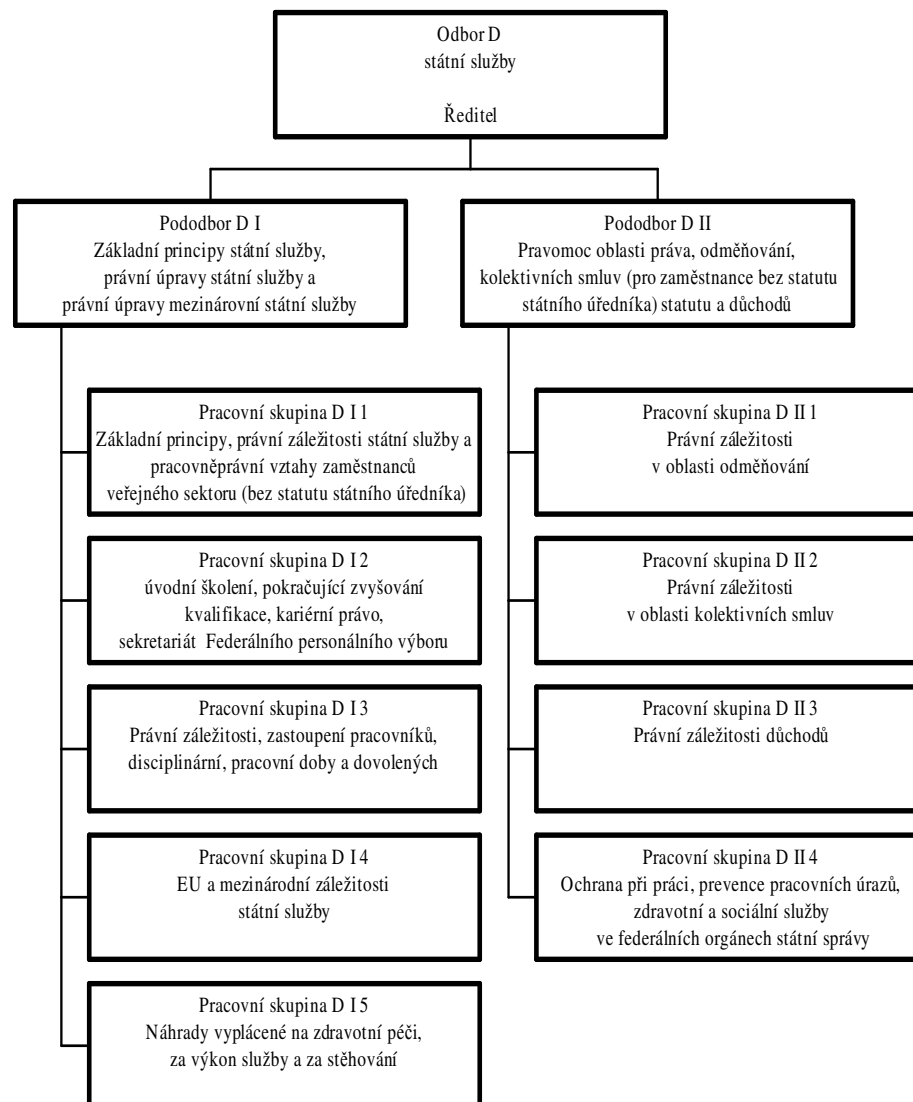 Odbor D
státní služby
Ředitel
Pododbor D I
Základní principy státní služby,
právní úpravy státní služby a
právní úpravy mezinárovní státní služby
Pododbor D II
Pravomoc oblasti práva, odměňování,
kolektivních smluv (pro zaměstnance bez statutu
státního úředníka) statutu a důchodů
Pracovní skupina D I 1
Základní principy, právní záležitosti státní služby a
pracovněprávní vztahy zaměstnanců
veřejného sektoru (bez statutu státního úředníka)
Pracovní skupina D I 2
úvodní školení, pokračující zvyšování
kvalifikace, kariérní právo,
sekretariát Federálního personálního výboru
Pracovní skupina D I 3
Právní záležitosti, zastoupení pracovolíků,
disciplinární, pracovní doby a dovolených
Pracovní skupina D I 4
EU a mezinárodní záležitosti
státní služby
Pracovní skupina D I 5
Náhrady vyplácené na zdravotní péči,
za výkon služby a za stěhování
Pracovní skupina D II 1
Právní záležitosti
v oblasti odměňování
Pracovní skupina D II 2
Právní záležitosti
v oblasti kolektivních smluv
Pracovní skupina D II 3
Právní záležitosti důchodů
Pracovní skupina D II 4
Ochrana při práci, prevence pracovních úrazů,
zdravotní a sociální služby
ve federálních orgánech státní správy